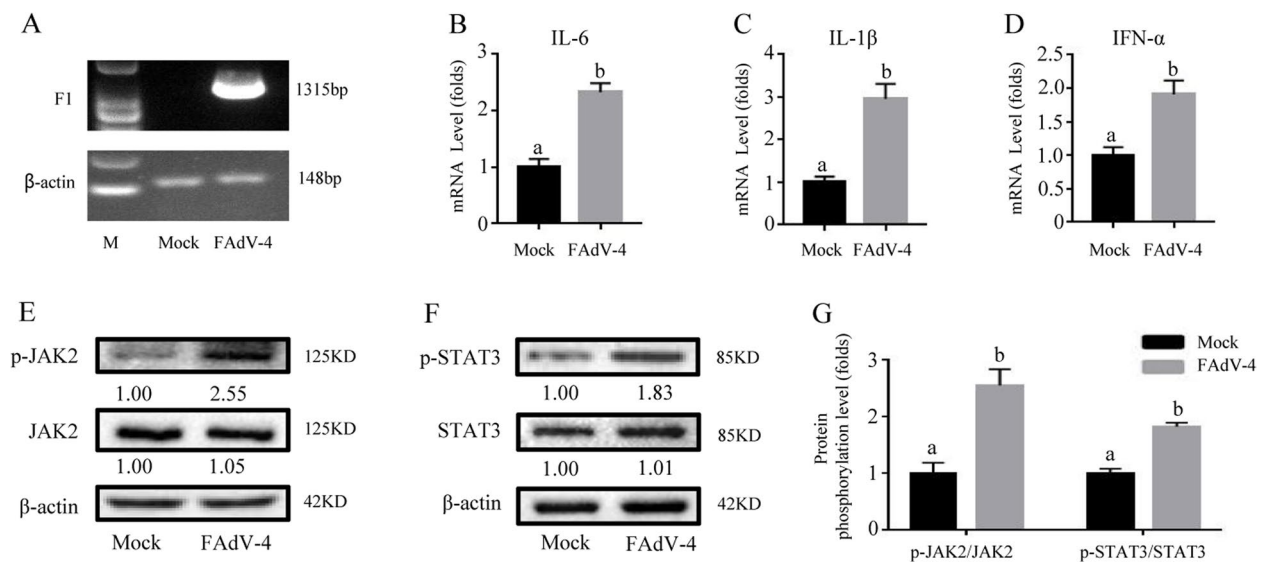 A
F1
1315bp
β-actin
148bp
M Mock FAdV-4
B
IL-6
mRNA Level (folds)
3
2
1
0
a
b
Mock FAdV-4
C
IL-1β
mRNA Level (folds)
4
3
2
1
0
a
b
Mock FAdV-4
D
IFN-α
mRNA Level (folds)
2.5
2.0
1.5
1.0
0.5
0
a
b
Mock FAdV-4
E
p-JAK2 125KD
1.00 2.55
JAK2 125KD
1.00 1.05
β-actin 42KD
Mock FAdV-4
F
p-STAT3 85KD
1.00 1.83
STAT3 85KD
1.00 1.01
β-actin 42KD
Mock FAdV-4
G
Mock
FAdV-4
Protein
phosphorylation level (folds)
3
2
1
0
a
b
a
b
p-JAK2/JAK2 p-STAT3/STAT3